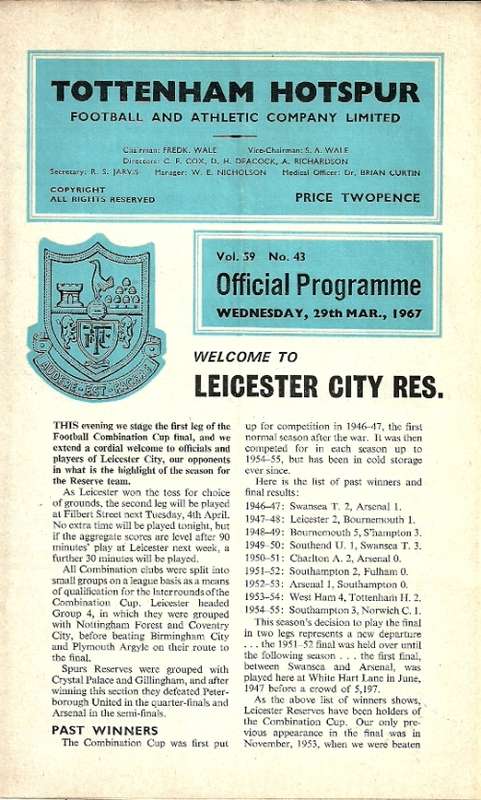 TOTTENHAM HOTSPUR
FOOTBALL AND ATHLETIC COMPANY LIMITED
Chairman: FREDK. WALE Vice-Chairman: S. A. WALE
Directors: C. F. COX, D. H. DEACOCK, A. RICHARDSON
Secretary: R. S. JARVIS Manager: W. E. NICHOLSON Medical Officer: Dr. BRIAN CURTIN
COPYRIGHT
ALL RIGHTS RESERVED
PRICE TWOPENCE
Vol. 59 No. 43
Official Programme
WEDNESDAY, 29th MAR., 1967
AUDERE·EST·FACERE
WELCOME TO
LEICESTER CITY RES.
THIS evening we stage the first leg of the
Football Combination Cup final, and we
extend a cordial welcome to officials and
players of Leicester City, our opponents
in what is the highlight of the season for
the Reserve team.
As Leicester won the toss for choice
of grounds, the second leg will be played
at Filbert Street next Tuesday, 4th April.
No extra time will be played tonight, but
if the aggregate scores are level after 90
minutes' play at Leicester next week, a
further 30 minutes will be played.
All Combination clubs were split into
small groups on a league basis as a means
of qualification for the later rounds of the
Combination Cup. Leicester headed
Group 4, in which they were grouped
with Nottingham Forest and Coventry
City, before beating Birmingham City
and Plymouth Argyle on their route to
the final.
Spurs Reserves were grouped with
Crystal Palace and Gillingham, and after
winning this section they defeated Peter-
borough United in the quarter-finals and
Arsenal in the semi-finals.
PAST WINNERS
The Combination Cup was first put
up for competition in 1946-47, the first
normal season after the war. It was then
competed for in each season up to
1954-55, but has been in cold storage
ever since.
Here is the list of past winners and
final results:
1946-47: Swansea T. 2, Arsenal 1.
1947-48: Leicester 2, Bournemouth 1.
1948-49: Bournemouth 5, S'hampton 3.
1949-50: Southend U. 1, Swansea T. 3.
1950-51: Charlton A. 2, Arsenal 0.
1951-52: Southampton 2, Fulham 0.
1952-53: Arsenal 1, Southampton 0.
1953-54: West Ham 4, Tottenham H. 2.
1954-55: Southampton 3, Norwich C. 1.
This season's decision to play the final
in two legs represents a new departure
. . . the 1951-52 final was held over until
the following season . . . the first final,
between Swansea and Arsenal, was
played here at White Hart Lane in June,
1947 before a crowd of 5,197.
As the above list of winners shows,
Leicester Reserves have been holders of
the Combination Cup. Our only pre-
vious appearance in the final was in
November, 1953, when we were beaten